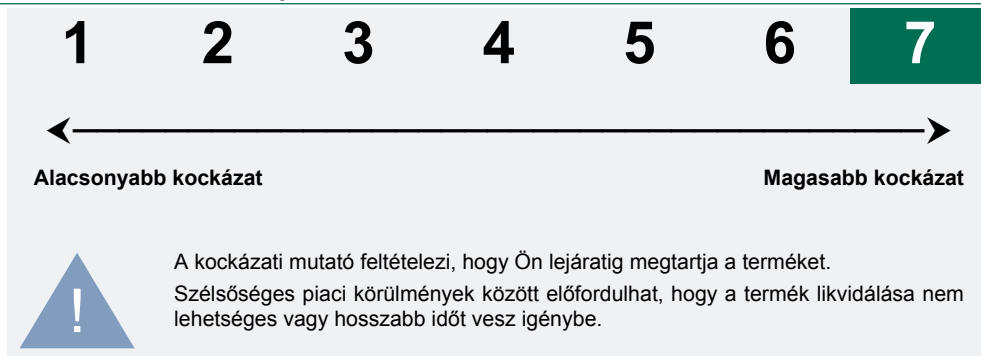 1 2 3 4 5 6 7
Alacsonyabb kockázat Magasabb kockázat
A kockázati mutató feltételezi, hogy Ön lejáratig megtartja a terméket.
Szélsőséges piaci körülmények között előfordulhat, hogy a termék likvidálása nem
lehetséges vagy hosszabb időt vesz igénybe.
!